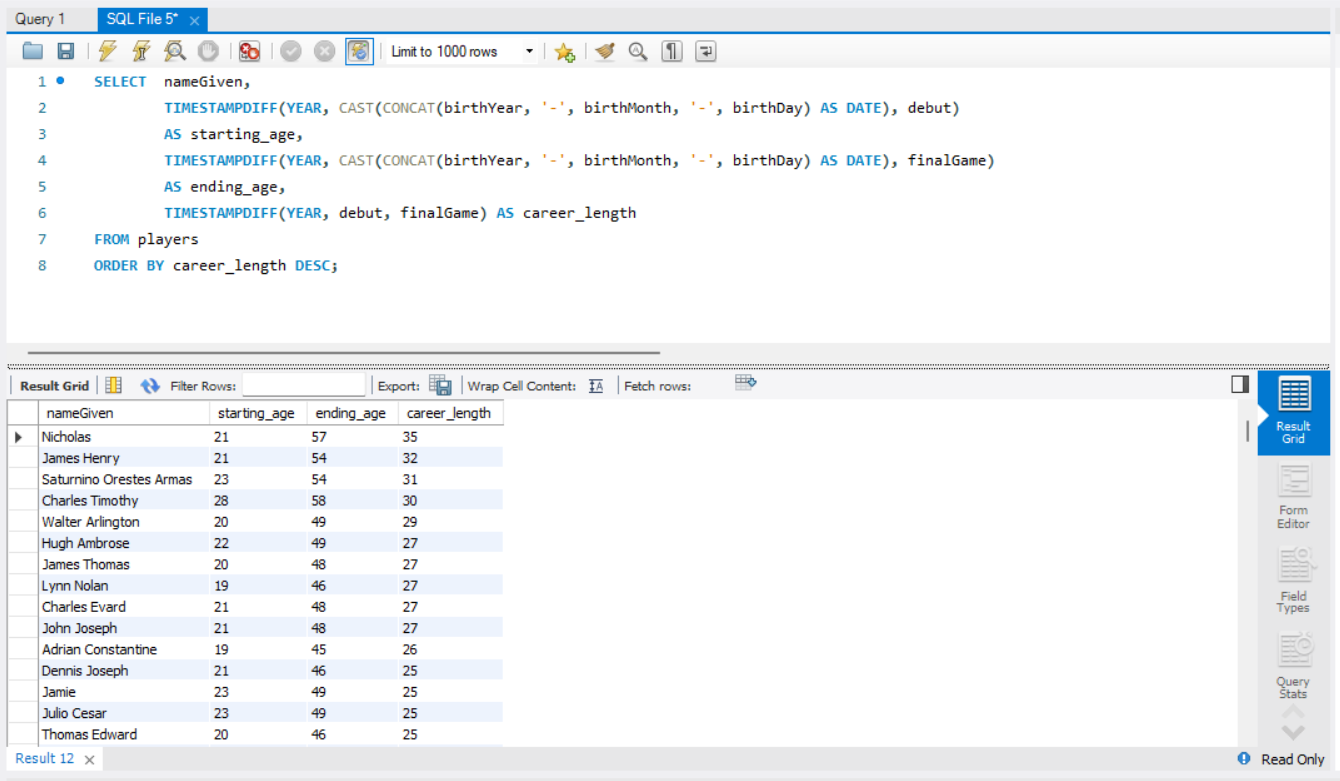 Query 1 SQL File 5* ×
Limit to 1000 rows
1 SELECT nameGiven,
2 TIMESTAMPDIFF(YEAR, CAST(CONCAT(birthYear, '-', birthMonth, '-', birthDay) AS DATE), debut)
3 AS starting_age,
4 TIMESTAMPDIFF(YEAR, CAST(CONCAT(birthYear, '-', birthMonth, '-', birthDay) AS DATE), finalGame)
5 AS ending_age,
6 TIMESTAMPDIFF(YEAR, debut, finalGame) AS career_length
7 FROM players
8 ORDER BY career_length DESC;
Result Grid Filter Rows: Export: Wrap Cell Content: IA Fetch rows:
nameGiven starting_age ending_age career_length
Nicholas 21 57 35
James Henry 21 54 32
Saturnino Orestes Armas 23 54 31
Charles Timothy 28 58 30
Walter Arlington 20 49 29
Hugh Ambrose 22 49 27
James Thomas 20 48 27
Lynn Nolan 19 46 27
Charles Evard 21 48 27
John Joseph 21 48 27
Adrian Constantine 19 45 26
Dennis Joseph 21 46 25
Jamie 23 49 25
Julio Cesar 23 49 25
Thomas Edward 20 46 25
Result
Grid
Form
Editor
Field
Types
Query
Stats
Result 12 × Read Only